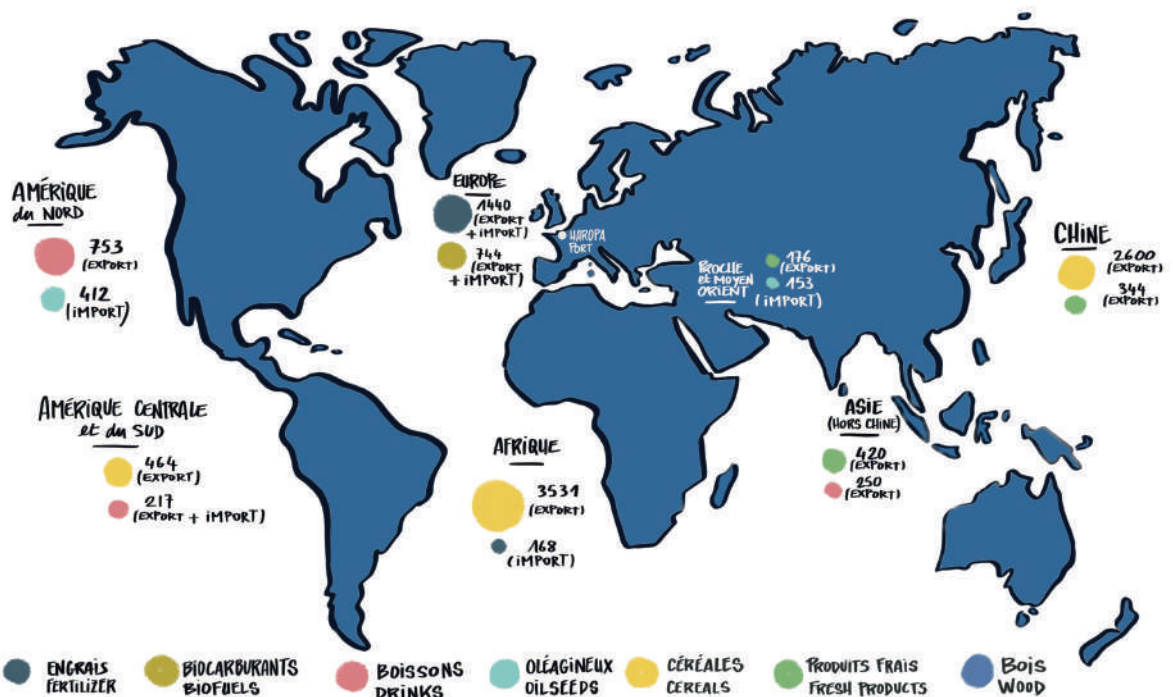 AMÉRIQUE
du NORD
753
(EXPORT)
412
(IMPORT)
EUROPE
1440
(EXPORT
+ IMPORT)
744
(EXPORT
+ IMPORT)
HAROPA
PORT
PROCHE
et MOYEN
ORIENT
176
(EXPORT)
153
(IMPORT)
CHINE
2600
(EXPORT)
344
(EXPORT)
AMÉRIQUE CENTRALE
et du SUD
464
(EXPORT)
217
(EXPORT + IMPORT)
AFRIQUE
3531
(EXPORT)
168
(IMPORT)
ASIE
(HORS CHINE)
420
(EXPORT)
250
(EXPORT)
ENGRAIS
FERTILIZER
BIOCARBURANTS
BIOFUELS
BOISSONS
DRINKS
OLÉAGINEUX
OILSEEDS
CÉRÉALES
CEREALS
PRODUITS FRAIS
FRESH PRODUCTS
BOIS
WOOD